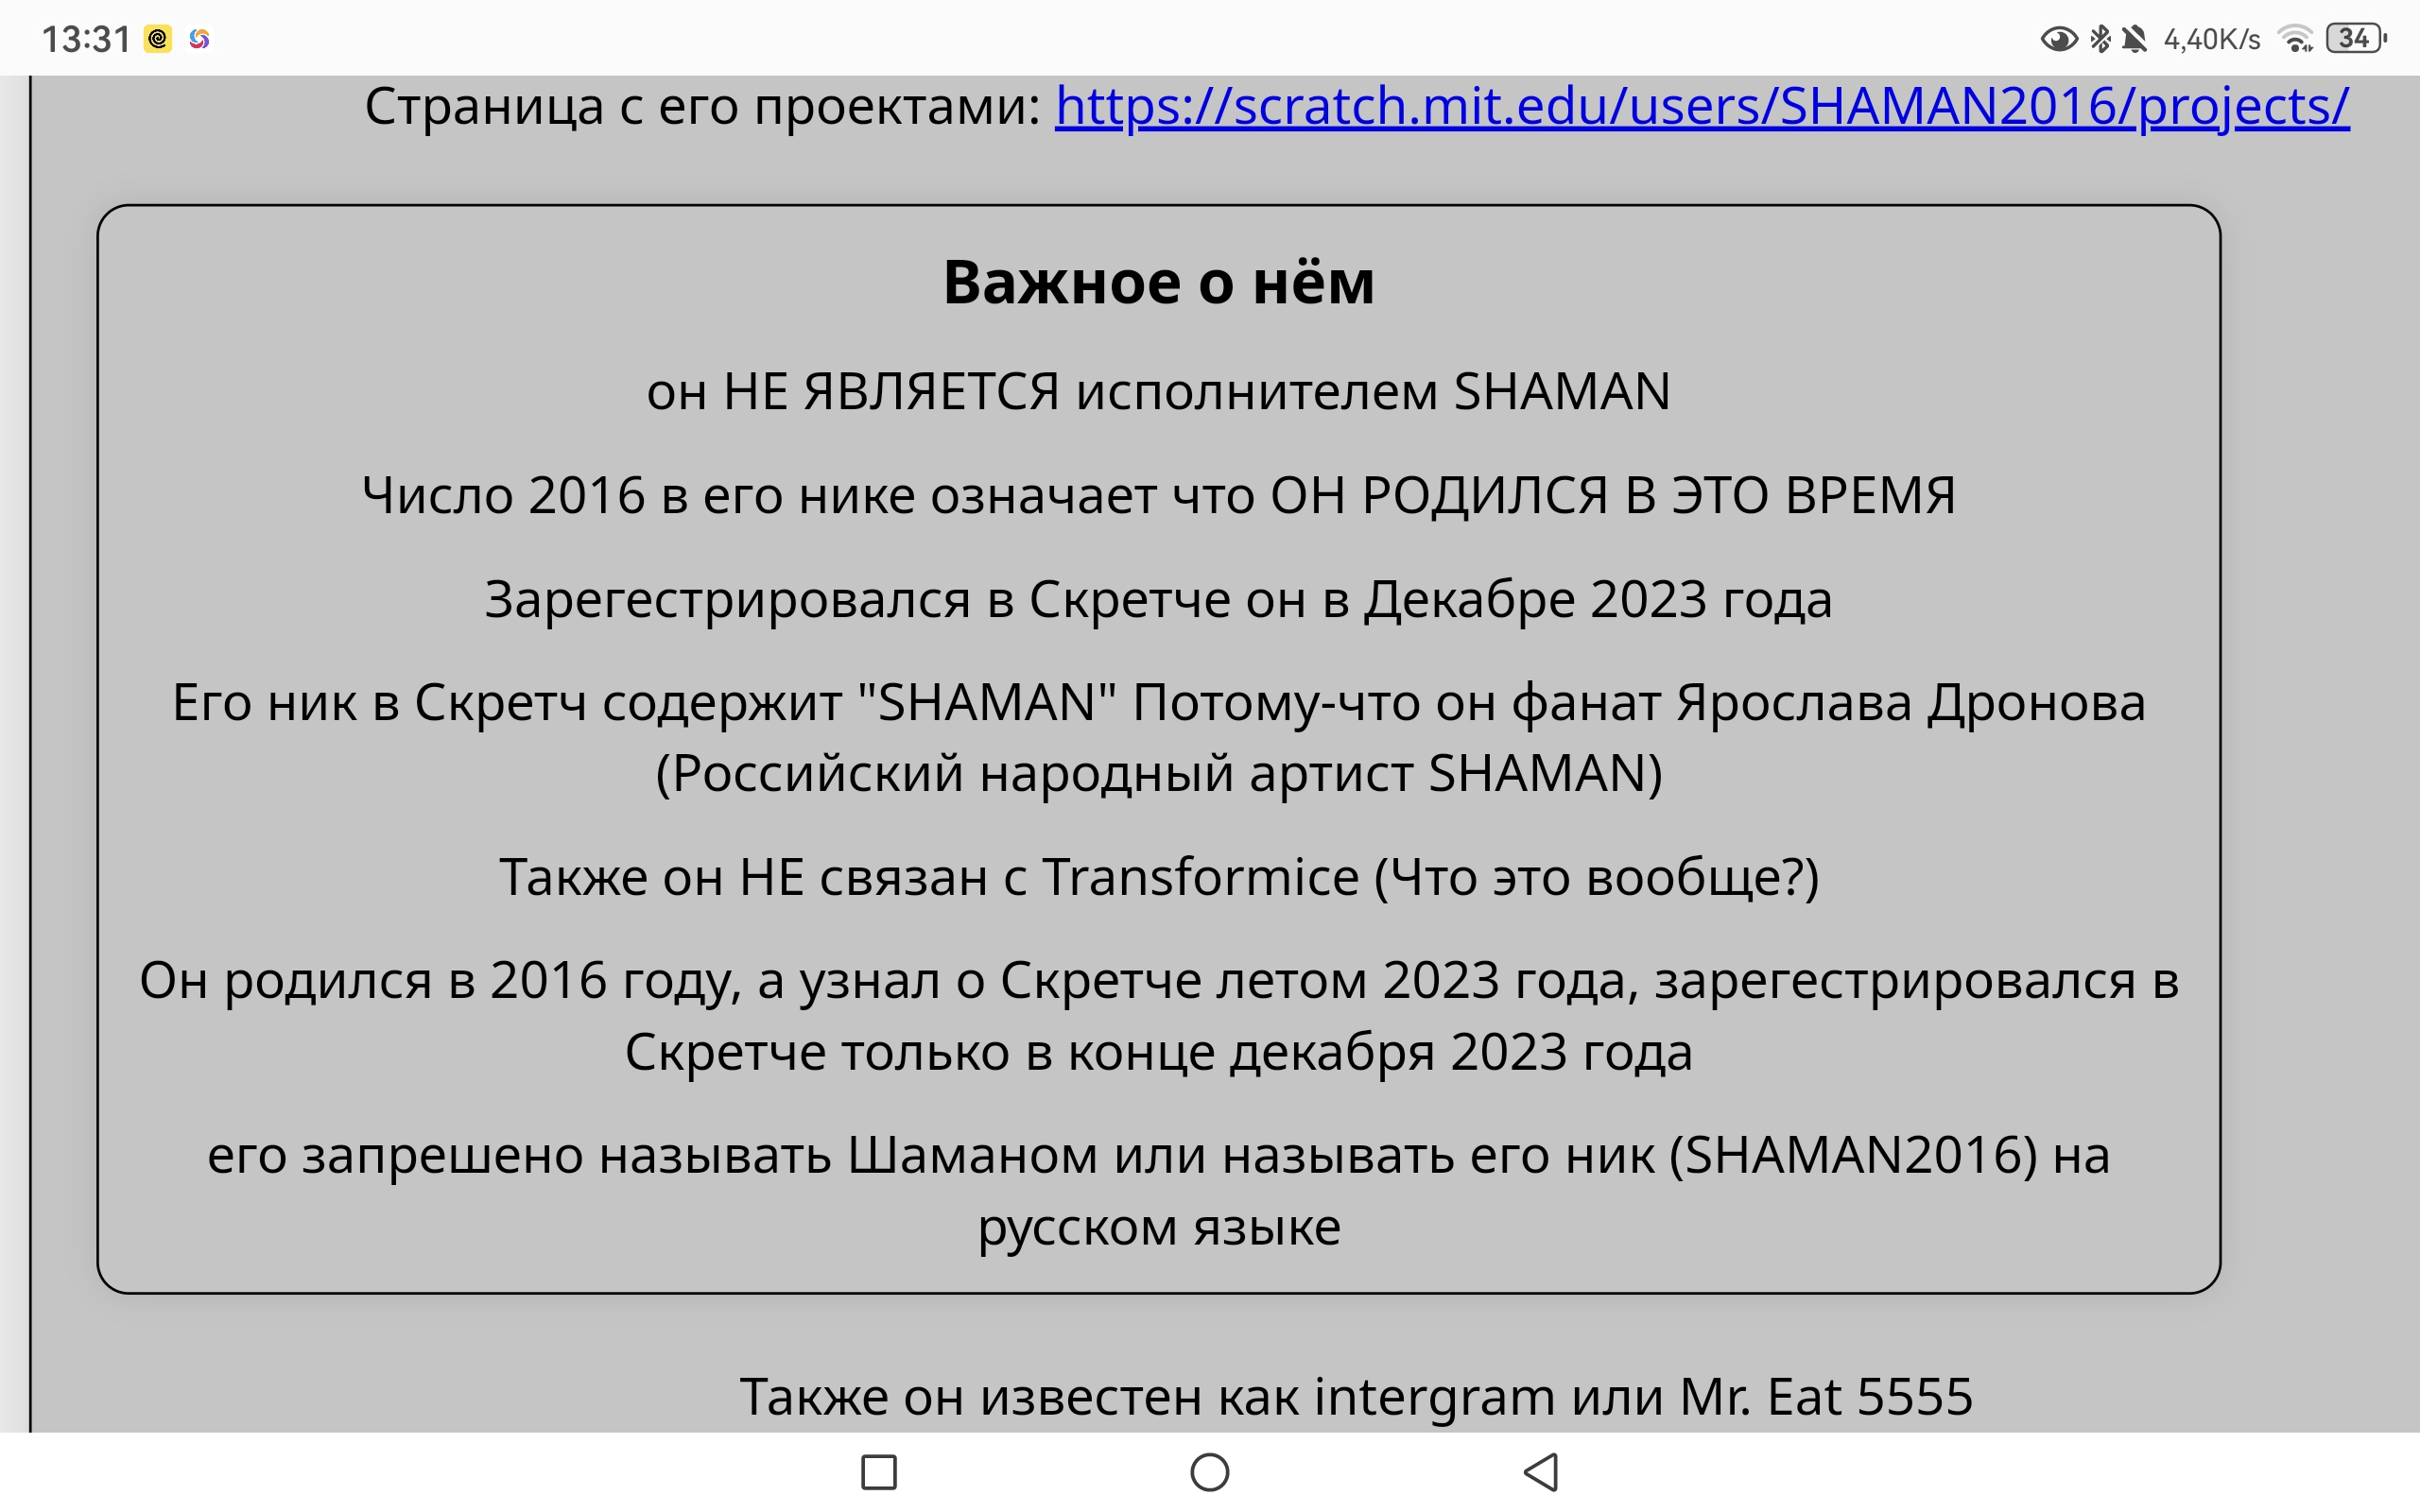 13:31
4,40K/s
34
Страница с его проектами: https://scratch.mit.edu/users/SHAMAN2016/projects/
Важное о нём
он НЕ ЯВЛЯЕТСЯ исполнителем SHAMAN
Число 2016 в его нике означает что ОН РОДИЛСЯ В ЭТО ВРЕМЯ
Зарегестрировался в Скретче он в Декабре 2023 года
Его ник в Скретч содержит "SHAMAN" Потому-что он фанат Ярослава Дронова
(Российский народный артист SHAMAN)
Также он НЕ связан с Transformice (Что это вообще?)
Он родился в 2016 году, а узнал о Скретче летом 2023 года, зарегестрировался в
Скретче только в конце декабря 2023 года
его запрешено называть Шаманом или называть его ник (SHAMAN2016) на
русском языке
Также он известен как intergram или Mr. Eat 5555